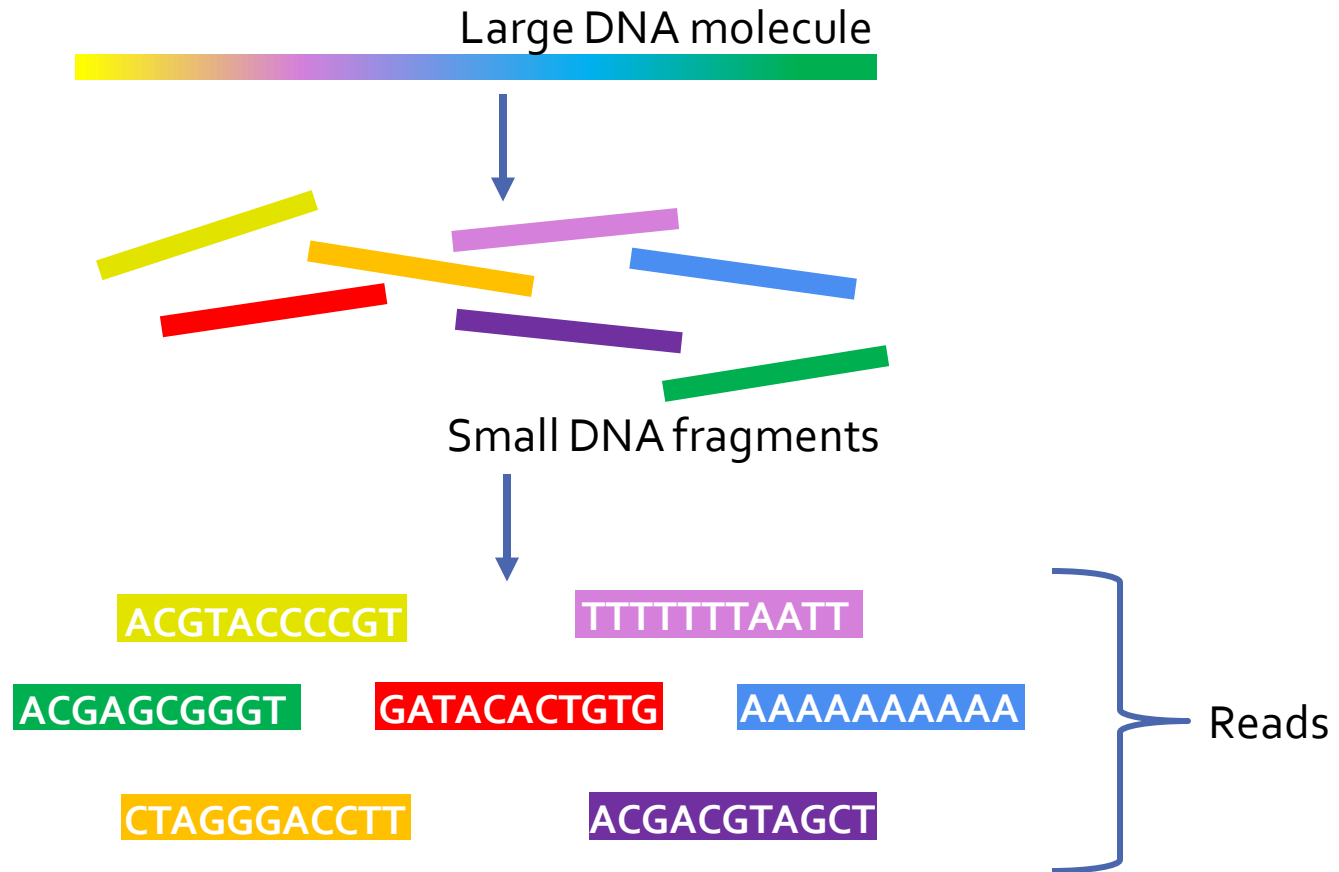 Large DNA molecule
Small DNA fragments
ACGTACCCCGT
TTTTTTTAATT
ACGAGCGGGT
GATACACTGTG
AAAAAAAAAA
Reads
CTAGGGACCTT
ACGACGTAGCT